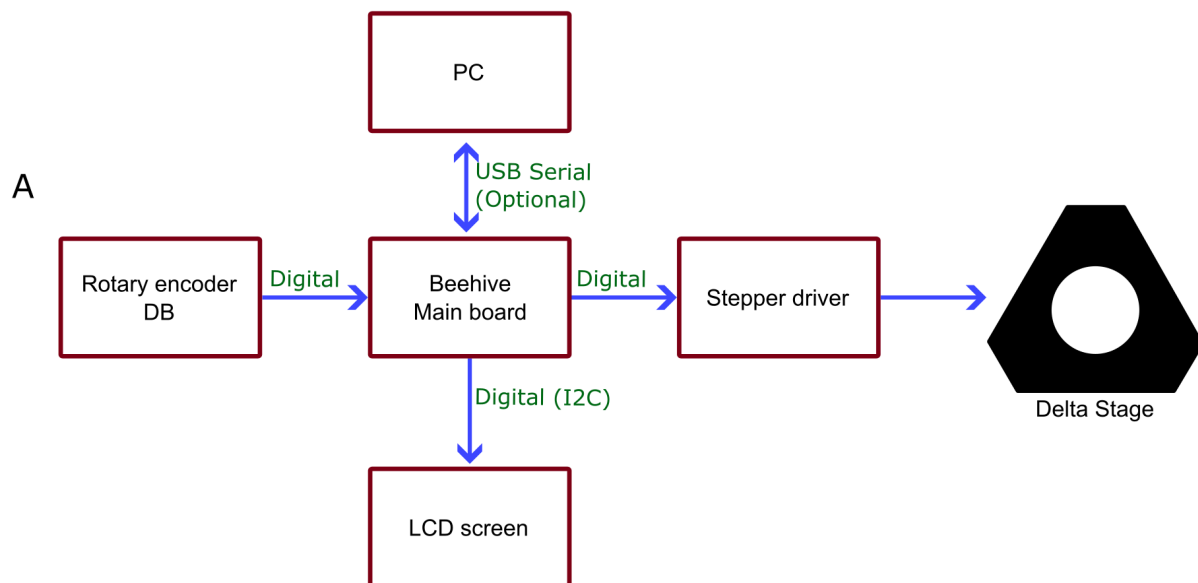 PC
USB Serial
(Optional)
A
Rotary encoder
DB
Digital
Beehive
Main board
Digital
Stepper driver
Delta Stage
Digital (I2C)
LCD screen